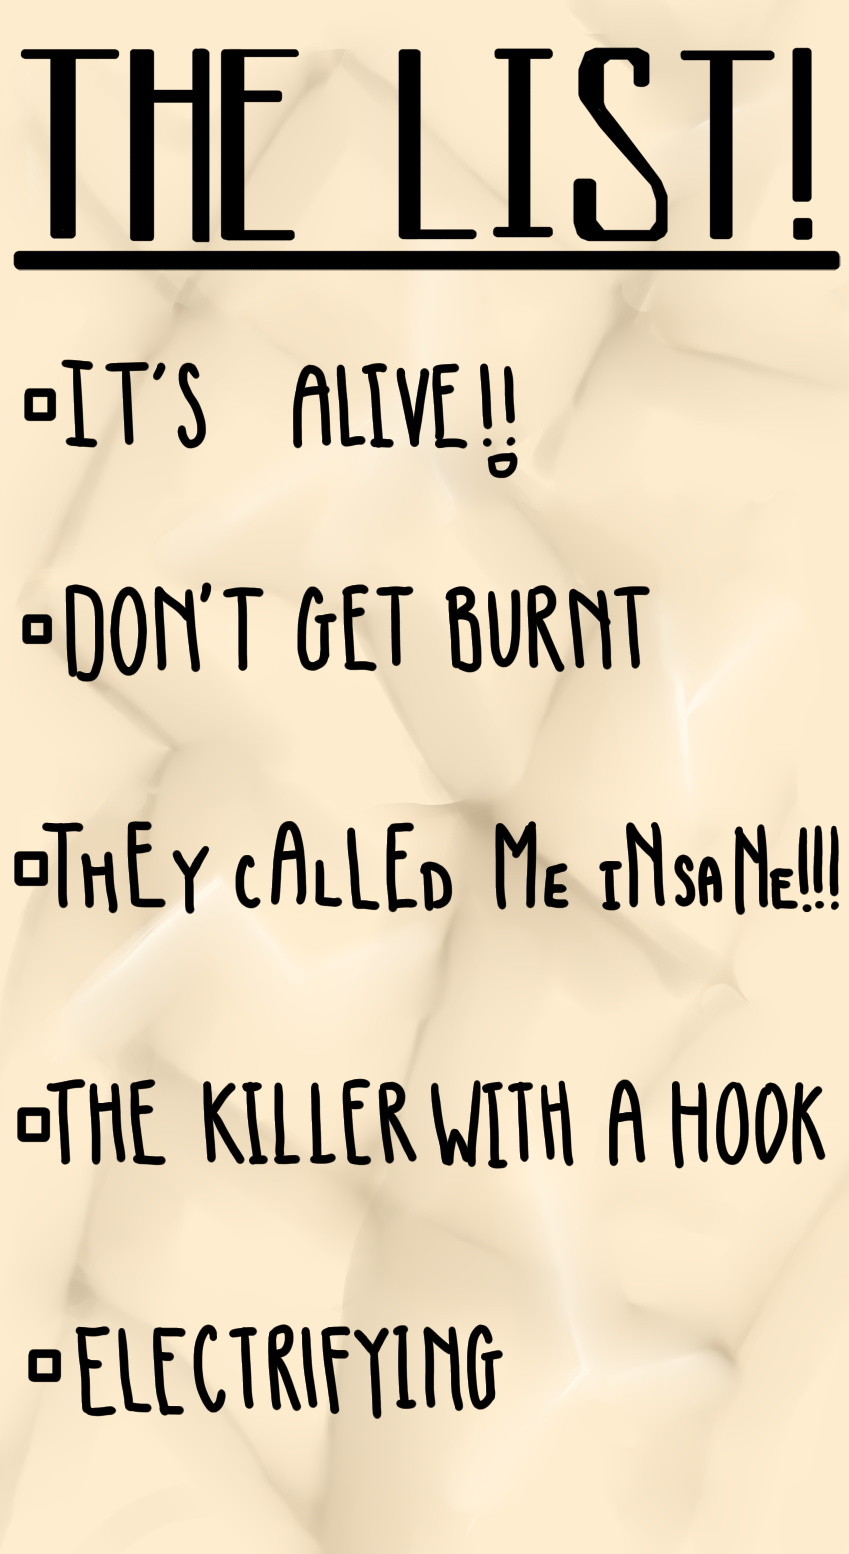 THE LIST!
IT'S ALIVE!!
DON'T GET BURNT
THEY CALLED ME INSANE!!!
THE KILLER WITH A HOOK
ELECTRIFYING